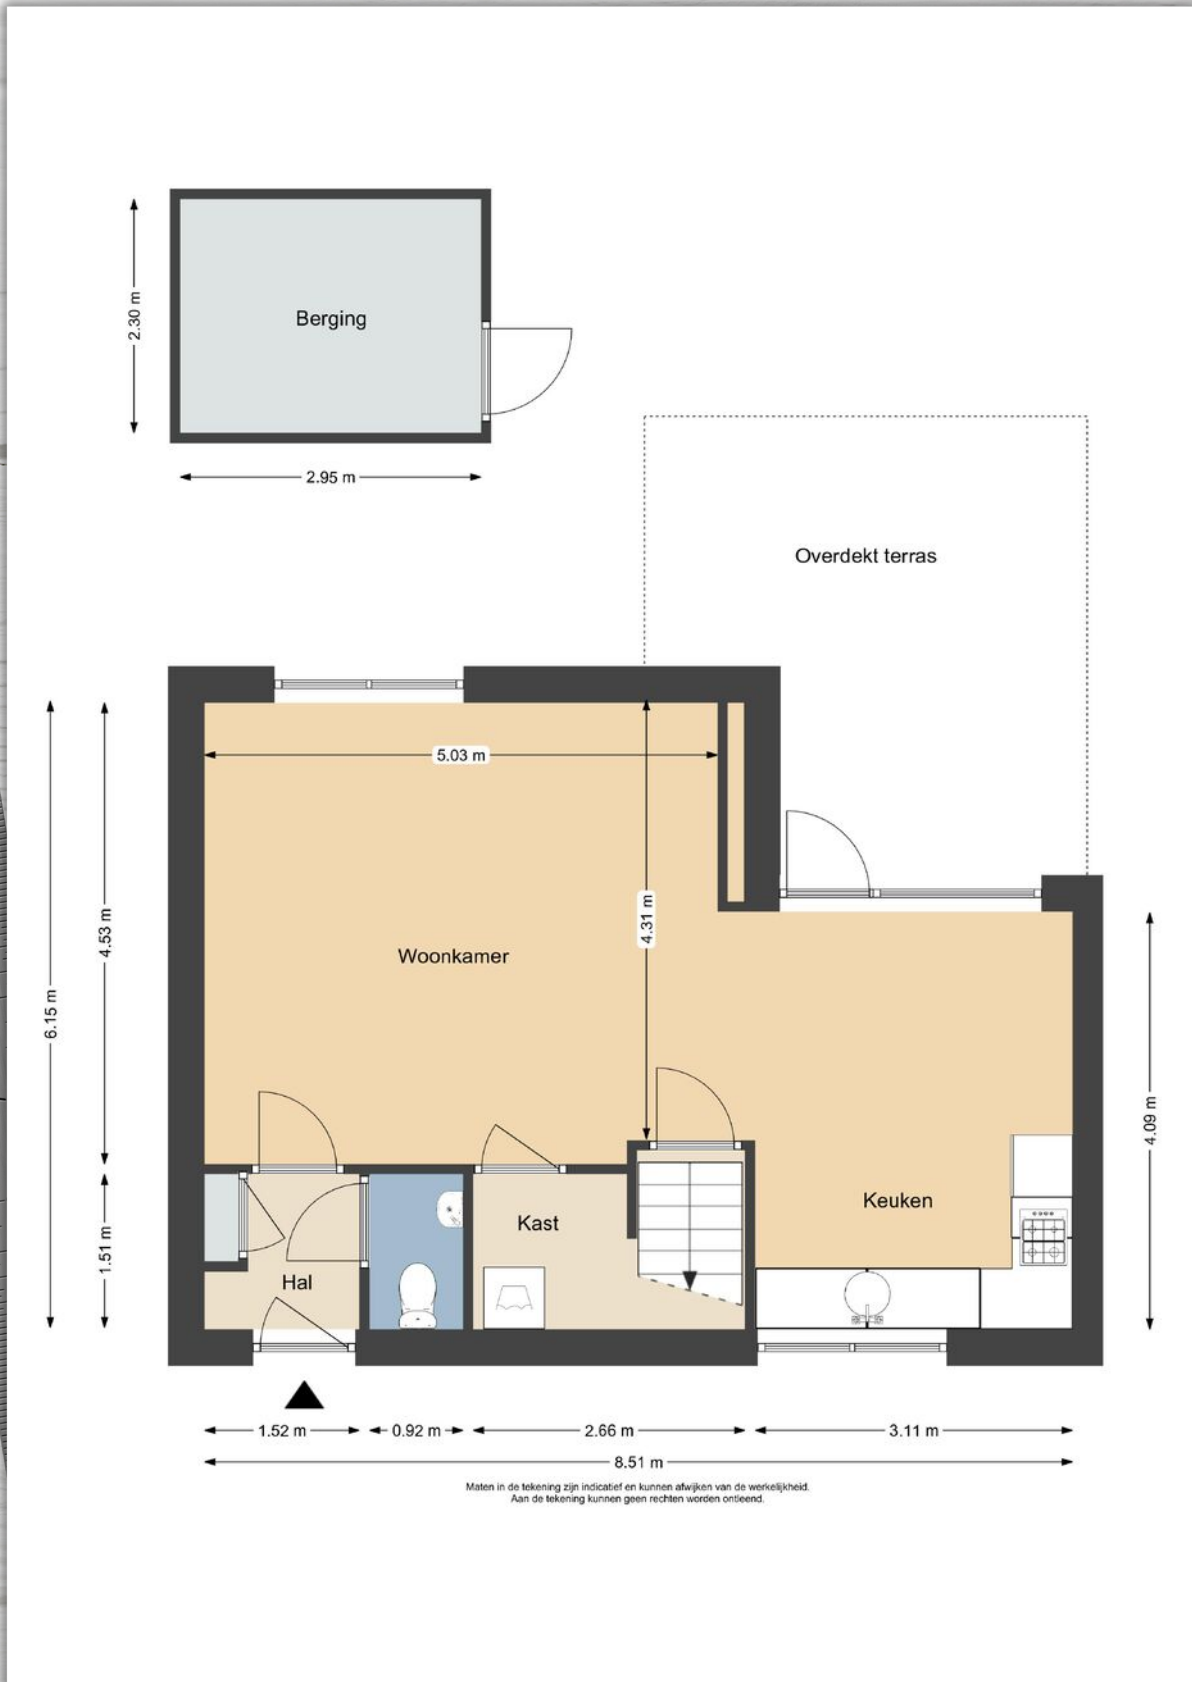 2.30 m
Berging
2.95 m
Overdekt terras
5.03 m
4.31 m
4.53 m
6.15 m
Woonkamer
4.09 m
Keuken
Kast
1.51 m
Hal
1.52 m
0.92 m
2.66 m
3.11 m
8.51 m
Maten in de tekening zijn indicatief en kunnen afwijken van de werkelijkheid.
Aan de tekening kunnen geen rechten worden ontleend.